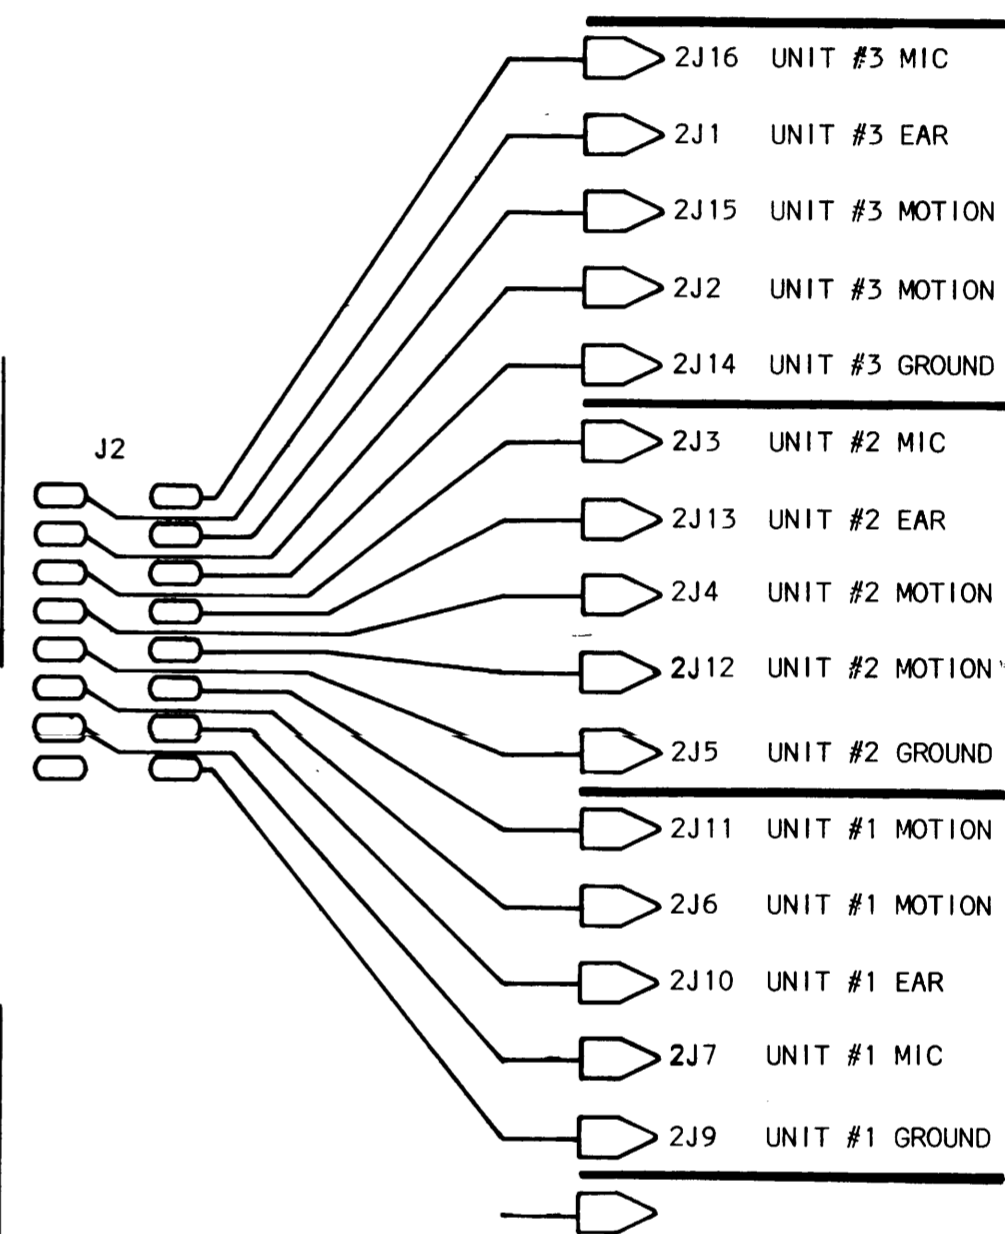 2J16 UNIT #3 MIC
2J1 UNIT #3 EAR
2J15 UNIT #3 MOTION
2J2 UNIT #3 MOTION
2J14 UNIT #3 GROUND
J2
2J3 UNIT #2 MIC
2J13 UNIT #2 EAR
2J4 UNIT #2 MOTION
2J12 UNIT #2 MOTION
2J5 UNIT #2 GROUND
2J11 UNIT #1 MOTION
2J6 UNIT #1 MOTION
2J10 UNIT #1 EAR
2J7 UNIT #1 MIC
2J9 UNIT #1 GROUND